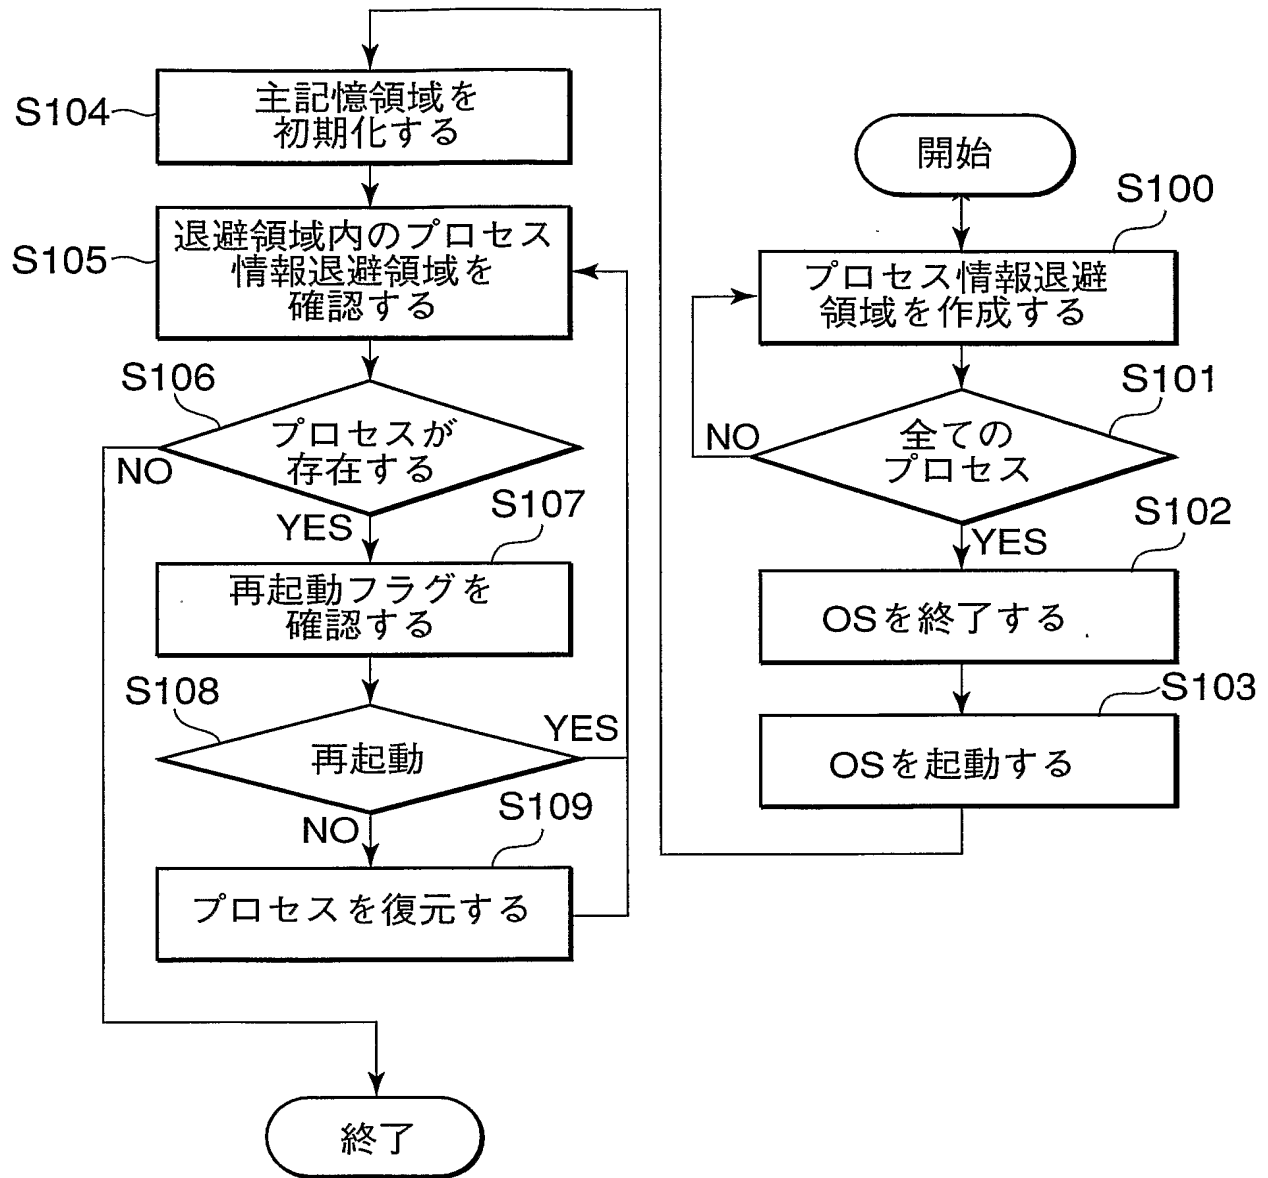 開始
S100
プロセス情報退避
領域を作成する
S101
全ての
プロセス
NO
YES
S102
OSを終了する
S103
OSを起動する
S104
主記憶領域を
初期化する
S105
退避領域内のプロセス
情報退避領域を
確認する
S106
プロセスが
存在する
NO
YES
S107
再起動フラグを
確認する
S108
再起動
YES
NO
S109
プロセスを復元する
終了